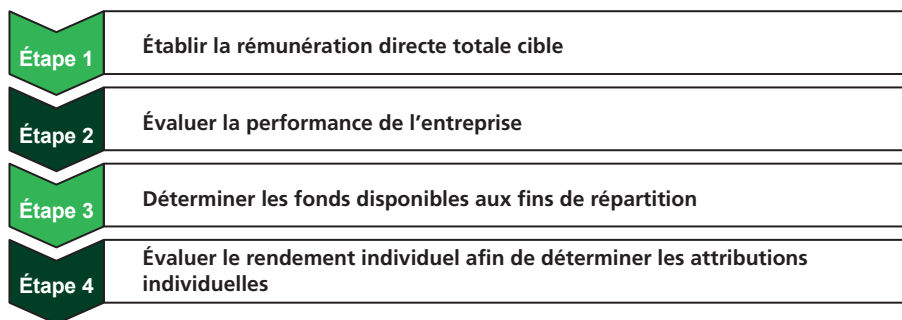 Étape 1
Établir la rémunération directe totale cible
Étape 2
Évaluer la performance de l’entreprise
Étape 3
Déterminer les fonds disponibles aux fins de répartition
Étape 4
Évaluer le rendement individuel afin de déterminer les attributions
individuelles